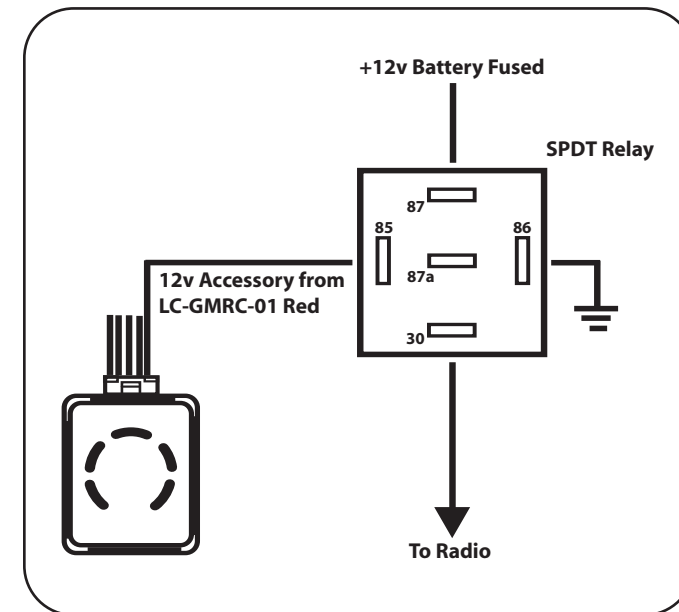 +12v Battery Fused
SPDT Relay
87
85
86
12v Accessory from
LC-GMRC-01 Red
87a
30
To Radio